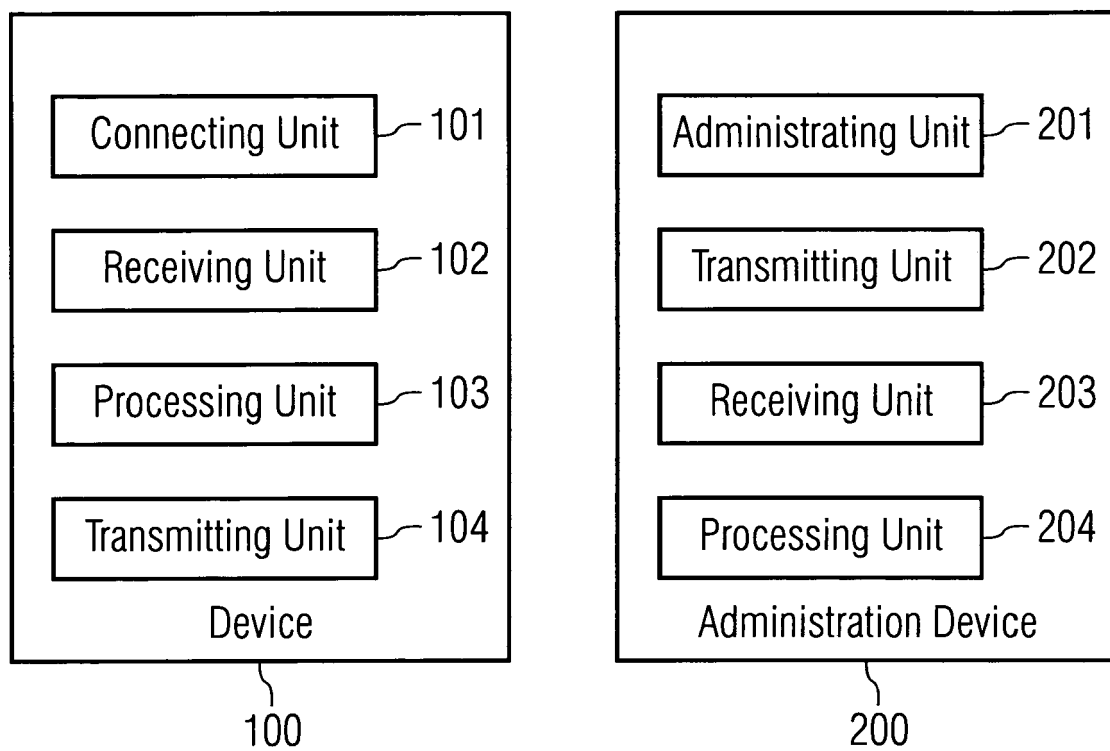 Connecting Unit 101
Receiving Unit 102
Processing Unit 103
Transmitting Unit 104
Device
100
Administrating Unit 201
Transmitting Unit 202
Receiving Unit 203
Processing Unit 204
Administration Device
200